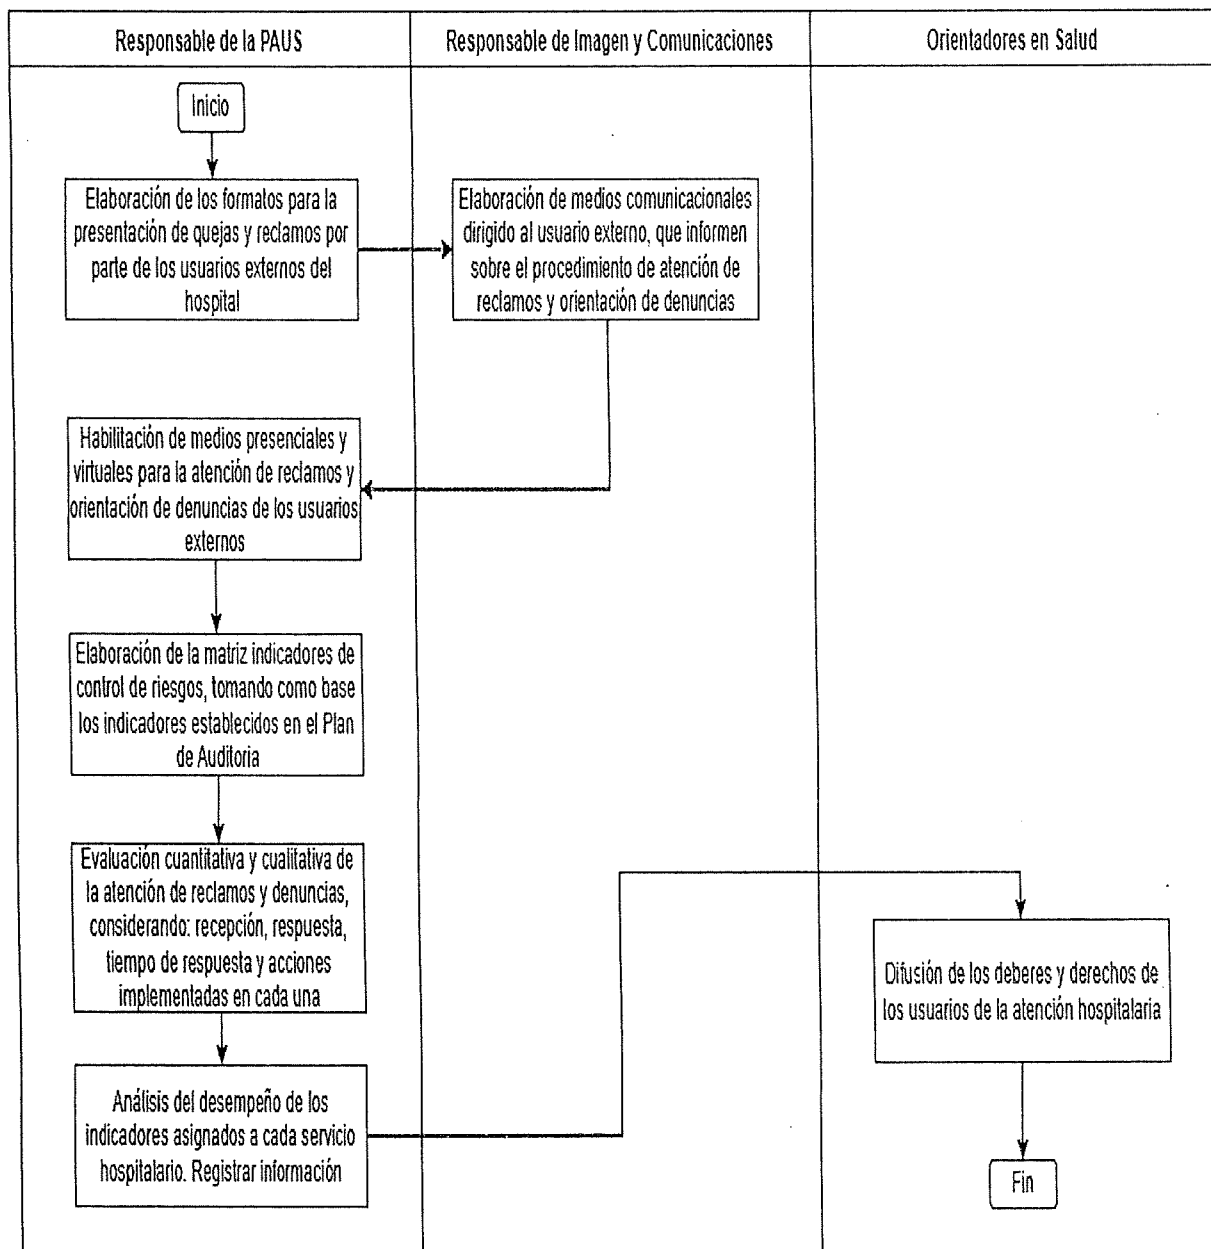 Responsable de la PAUS
Responsable de Imagen y Comunicaciones
Orientadores en Salud
Inicio
Elaboración de los formatos para la
presentación de quejas y reclamos por
parte de los usuarios externos del
hospital
Elaboración de medios comunicacionales
dirigido al usuario externo, que informen
sobre el procedimiento de atención de
reclamos y orientación de denuncias
Habilitación de medios presenciales y
virtuales para la atención de reclamos y
orientación de denuncias de los usuarios
externos
Elaboración de la matriz indicadores de
control de riesgos, tomando como base
los indicadores establecidos en el Plan
de Auditoria
Evaluación cuantitativa y cualitativa de
la atención de reclamos y denuncias,
considerando: recepción, respuesta,
tiempo de respuesta y acciones
implementadas en cada una
Análisis del desempeño de los
indicadores asignados a cada servicio
hospitalario. Registrar información
Difusión de los deberes y derechos de
los usuarios de la atención hospitalaria
Fin